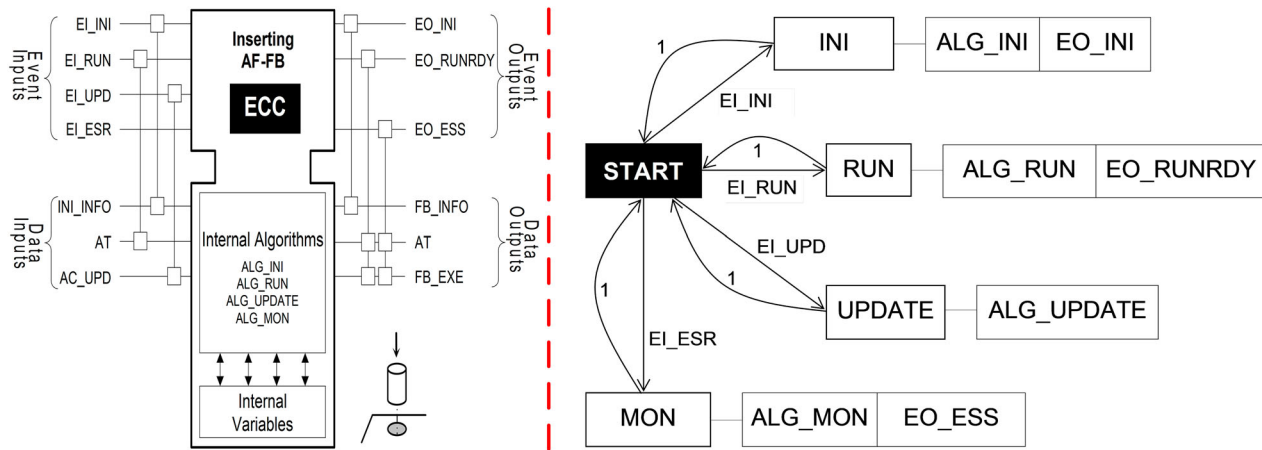 Event Inputs
EI_INI
EI_RUN
EI_UPD
EI_ESR
Inserting
AF-FB
ECC
EO_INI
EO_RUNRDY
EO_ESS
Event Outputs
Data Inputs
INI_INFO
AT
AC_UPD
Internal Algorithms
ALG_INI
ALG_RUN
ALG_UPDATE
ALG_MON
Internal
Variables
FB_INFO
AT
FB_EXE
Data Outputs
INI
ALG_INI
EO_INI
1
EI_INI
START
1
EI_RUN
RUN
ALG_RUN
EO_RUNRDY
EI_UPD
1
UPDATE
ALG_UPDATE
1
EI_ESR
MON
ALG_MON
EO_ESS